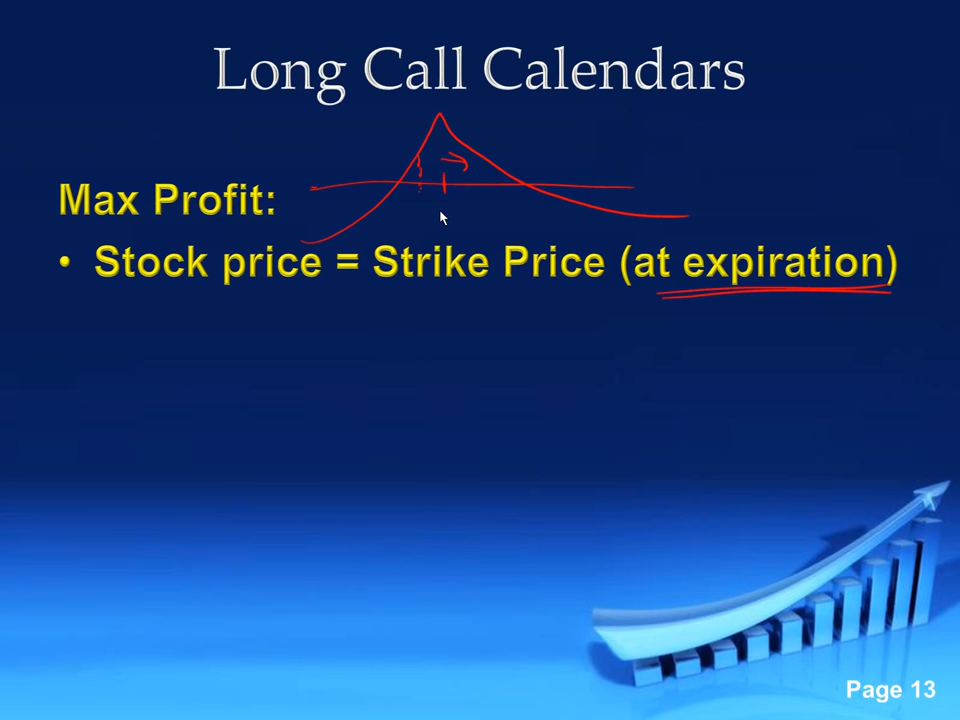 Long Call Calendars
Max Profit:
• Stock price = Strike Price (at expiration)
Page 13